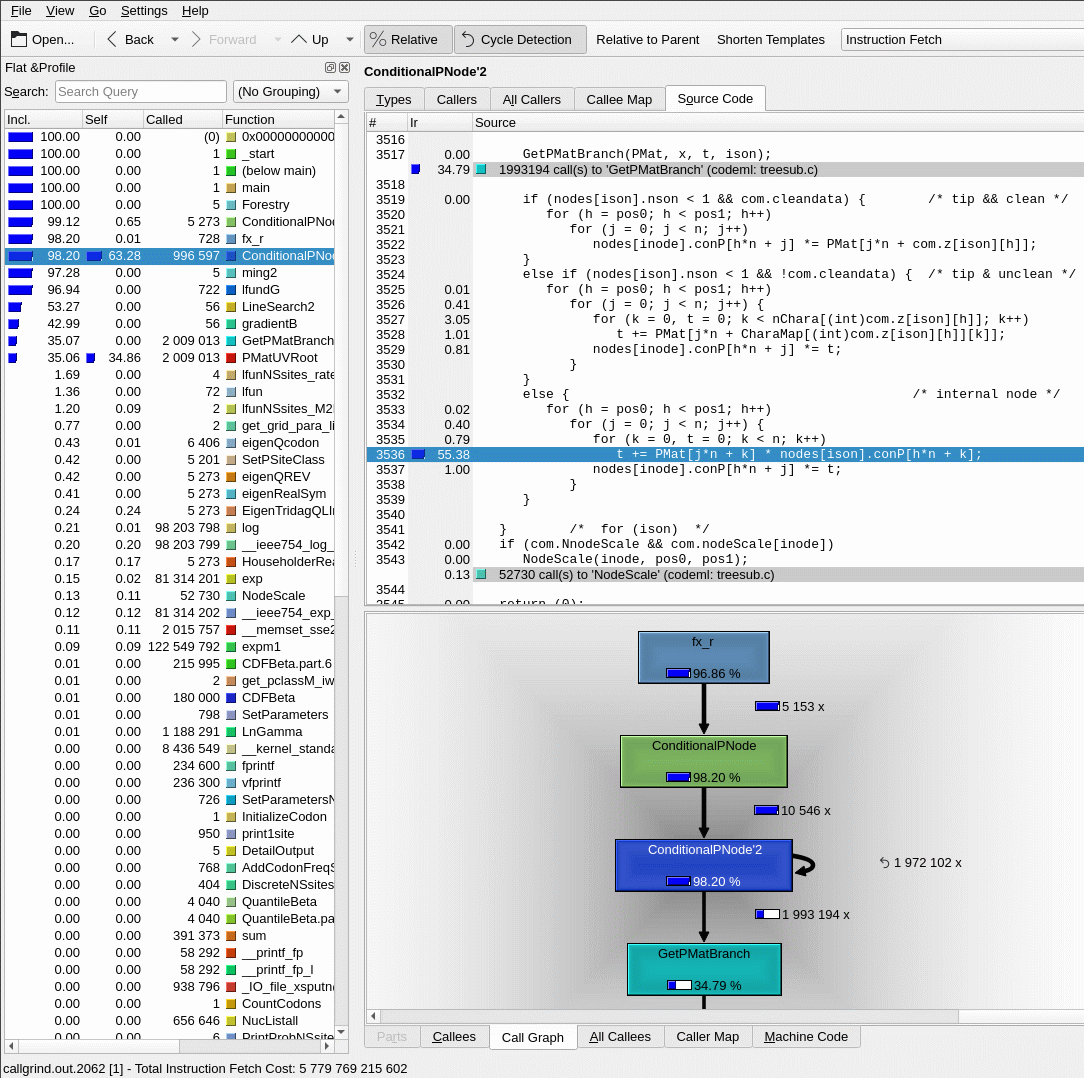 File View Go Settings Help
Open... Back Forward Up Relative Cycle Detection Relative to Parent Shorten Templates Instruction Fetch
Flat &Profile
Search: Search Query (No Grouping)
Incl. Self Called Function
100.00 0.00 (0) 0x00000000000
100.00 0.00 1 _start
100.00 0.00 1 (below main)
100.00 0.00 1 main
100.00 0.00 5 Forestry
99.12 0.65 5 273 ConditionalPNo
98.20 0.01 728 fx_r
98.20 63.28 996 597 ConditionalPNo
97.28 0.00 5 ming2
96.94 0.00 722 lfundG
53.27 0.00 56 LineSearch2
42.99 0.00 56 gradientB
35.07 0.00 2 009 013 GetPMatBranch
35.06 34.86 2 009 013 PMatUVRoot
1.69 0.00 4 lfunNSsites_rate
1.36 0.00 72 lfun
1.20 0.09 2 lfunNSsites_M2
0.77 0.00 2 get_grid_para_li
0.43 0.01 6 406 eigenQcodon
0.42 0.00 5 201 SetPSiteClass
0.42 0.00 5 273 eigenQREV
0.41 0.00 5 273 eigenRealSym
0.24 0.24 5 273 EigenTridagQLI
0.21 0.01 98 203 798 log
0.20 0.20 98 203 799 __ieee754_log_
0.17 0.17 5 273 HouseholderRea
0.15 0.02 81 314 201 exp
0.13 0.11 52 730 NodeScale
0.12 0.12 81 314 202 __ieee754_exp_
0.11 0.11 2 015 757 __memset_sse2
0.09 0.09 122 549 792 expm1
0.01 0.00 215 995 CDFBeta.part.6
0.01 0.00 2 get_pclassM_iw
0.01 0.00 180 000 CDFBeta
0.01 0.00 798 SetParameters
0.01 0.00 1 188 291 LnGamma
0.00 0.00 8 436 549 __kernel_standa
0.00 0.00 234 600 fprintf
0.00 0.00 236 300 vfprintf
0.00 0.00 726 SetParametersN
0.00 0.00 1 InitializeCodon
0.00 0.00 950 print1site
0.00 0.00 5 DetailOutput
0.00 0.00 768 AddCodonFreqS
0.00 0.00 404 DiscreteNSsites
0.00 0.00 4 040 QuantileBeta
0.00 0.00 4 040 QuantileBeta.pa
0.00 0.00 391 373 sum
0.00 0.00 58 292 __printf_fp
0.00 0.00 58 292 __printf_fp_l
0.00 0.00 938 796 _IO_file_xsputn
0.00 0.00 1 CountCodons
0.00 0.00 656 646 NucListall
0.00 0.00 6 PrintProbNSsite
ConditionalPNode'2
Types Callers All Callers Callee Map Source Code
# Ir Source
3516
3517 0.00 GetPMatBranch(PMat, x, t, ison);
34.79 1993194 call(s) to 'GetPMatBranch' (codeml: treesub.c)
3518
3519 0.00 if (nodes[ison].nson < 1 && com.cleandata) { /* tip && clean */
3520 for (h = pos0; h < pos1; h++)
3521 for (j = 0; j < n; j++)
3522 nodes[inode].conP[h*n + j] *= PMat[j*n + com.z[ison][h]];
3523 }
3524 else if (nodes[ison].nson < 1 && !com.cleandata) { /* tip & unclean */
3525 0.01 for (h = pos0; h < pos1; h++)
3526 0.41 for (j = 0; j < n; j++) {
3527 3.05 for (k = 0, t = 0; k < nChara[(int)com.z[ison][h]]; k++)
3528 1.01 t += PMat[j*n + CharaMap[(int)com.z[ison][h]][k]];
3529 0.81 nodes[inode].conP[h*n + j] *= t;
3530 }
3531 }
3532 else { /* internal node */
3533 0.02 for (h = pos0; h < pos1; h++)
3534 0.40 for (j = 0; j < n; j++) {
3535 0.79 for (k = 0, t = 0; k < n; k++)
3536 55.38 t += PMat[j*n + k] * nodes[ison].conP[h*n + k];
3537 1.00 nodes[inode].conP[h*n + j] *= t;
3538 }
3539 }
3540
3541 } /* for (ison) */
3542 0.00 if (com.NnodeScale && com.nodeScale[inode])
3543 0.00 NodeScale(inode, pos0, pos1);
0.13 52730 call(s) to 'NodeScale' (codeml: treesub.c)
3544
3545 0.00 return (0);
fx_r
96.86 %
5 153 x
ConditionalPNode
98.20 %
10 546 x
ConditionalPNode'2
98.20 %
1 972 102 x
1 993 194 x
GetPMatBranch
34.79 %
Parts Callees Call Graph All Callees Caller Map Machine Code
callgrind.out.2062 [1] - Total Instruction Fetch Cost: 5 779 769 215 602